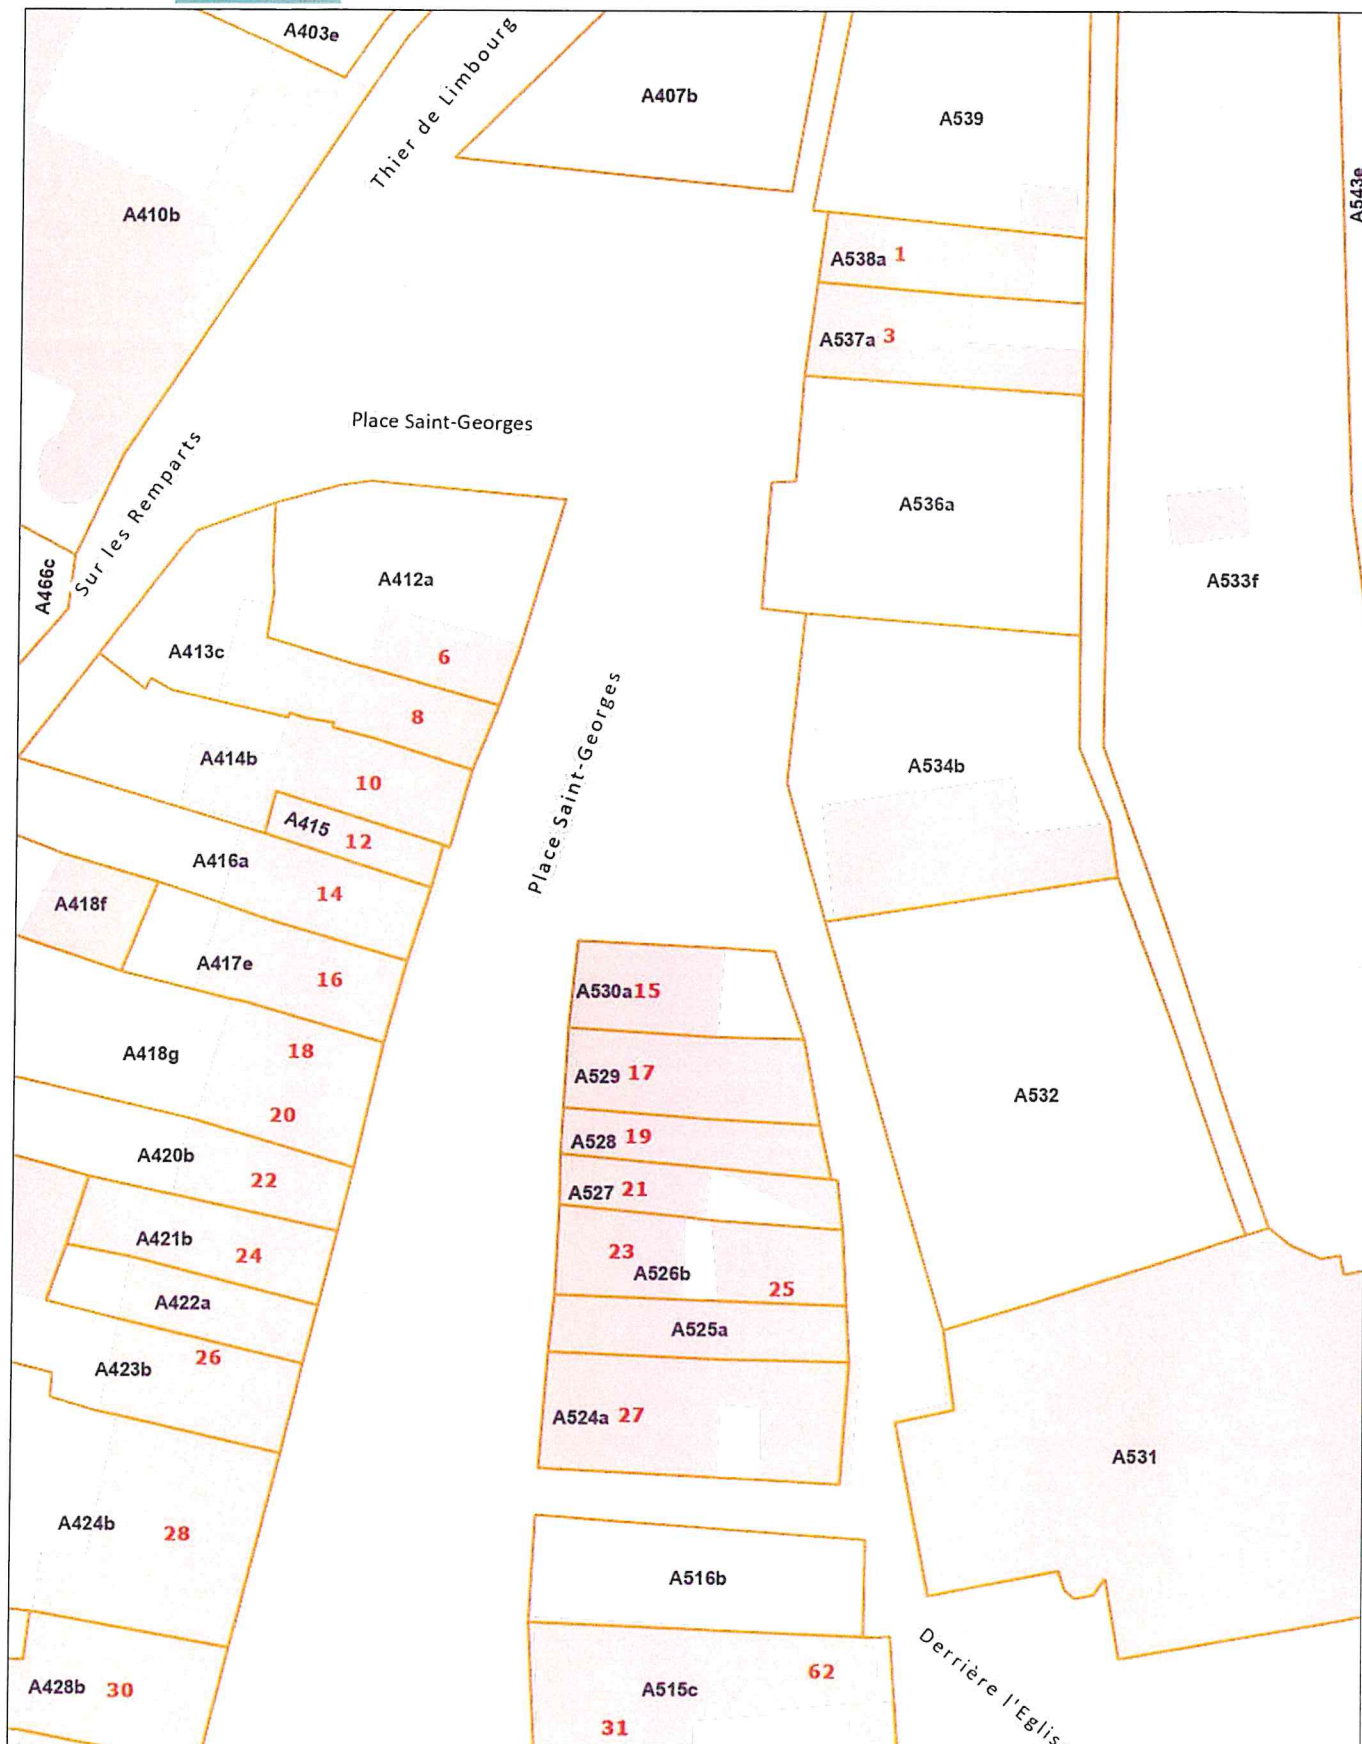 A403e
Thier de Limbourg
A407b
A539
A543e
A410b
A538a 1
A537a 3
Place Saint-Georges
Sur les Remparts
A536a
A466c
A412a
A533f
A413c
6
8
Place Saint-Georges
A414b
10
A534b
A415 12
A416a
14
A418f
A417e
16
A530a 15
A418g
18
A529 17
A532
20
A528 19
A420b
22
A527 21
A421b
24
23
A526b
25
A422a
A525a
A423b
26
A524a 27
A531
A424b
28
A516b
Derrière l'Eglis
A428b 30
A515c
62
31